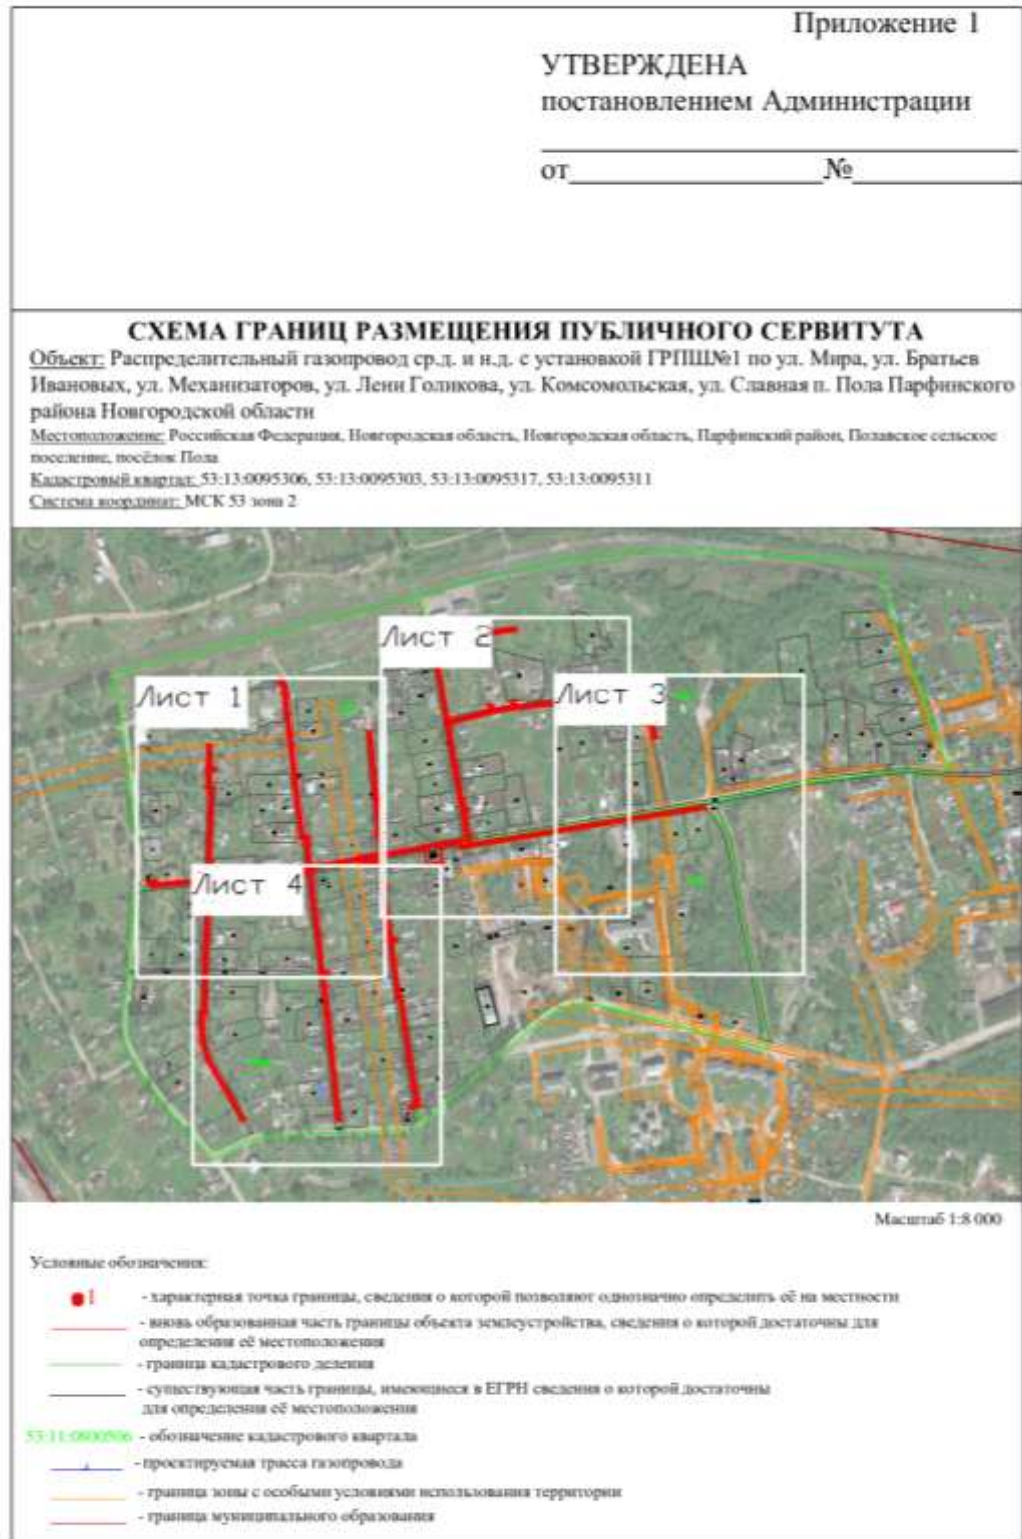 Приложение 1
УТВЕРЖДЕНА
постановлением Администрации
от №
СХЕМА ГРАНИЦ РАЗМЕЩЕНИЯ ПУБЛИЧНОГО СЕРВИТУТА
Объект: Распределительный газопровод ср.д. и н.д. с установкой ГРПШ№1 по ул. Мира, ул. Братьев
Ивановых, ул. Механизаторов, ул. Лени Голикова, ул. Комсомольская, ул. Славная п. Пола Парфинского
района Новгородской области
Местоположение: Российская Федерация, Новгородская область, Новгородская область, Парфинский район, Полавское сельское
поселение, посёлок Пола
Кадастровый квартал: 53:13:0095306, 53:13:0095303, 53:13:0095317, 53:13:0095311
Система координат: МСК 53 зона 2
Лист 2
Лист 1
Лист 3
Лист 4
Масштаб 1:8 000
Условные обозначения:
1 - характерная точка границы, сведения о которой позволяют однозначно определить её на местности
- вновь образованная часть границы объекта землеустройства, сведения о которой достаточны для
определения её местоположения
- граница кадастрового деления
- существующая часть границы, имеющиеся в ЕГРН сведения о которой достаточны
для определения её местоположения
53:11:0800506 - обозначение кадастрового квартала
- проектируемая трасса газопровода
- граница зоны с особыми условиями использования территории
- граница муниципального образования